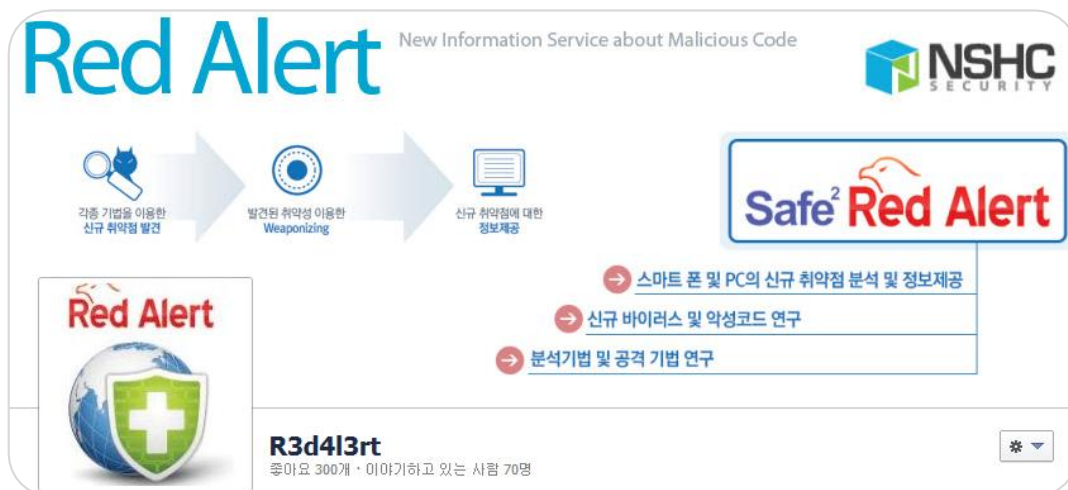 Red Alert
New Information Service about Malicious Code
NSHC
SECURITY
각종 기법을 이용한
신규 취약점 발견
발견된 취약성 이용한
Weaponizing
신규 취약점에 대한
정보제공
Safe² Red Alert
스마트 폰 및 PC의 신규 취약점 분석 및 정보제공
신규 바이러스 및 악성코드 연구
분석기법 및 공격 기법 연구
Red Alert
R3d4l3rt
좋아요 300개 · 이야기하고 있는 사람 70명